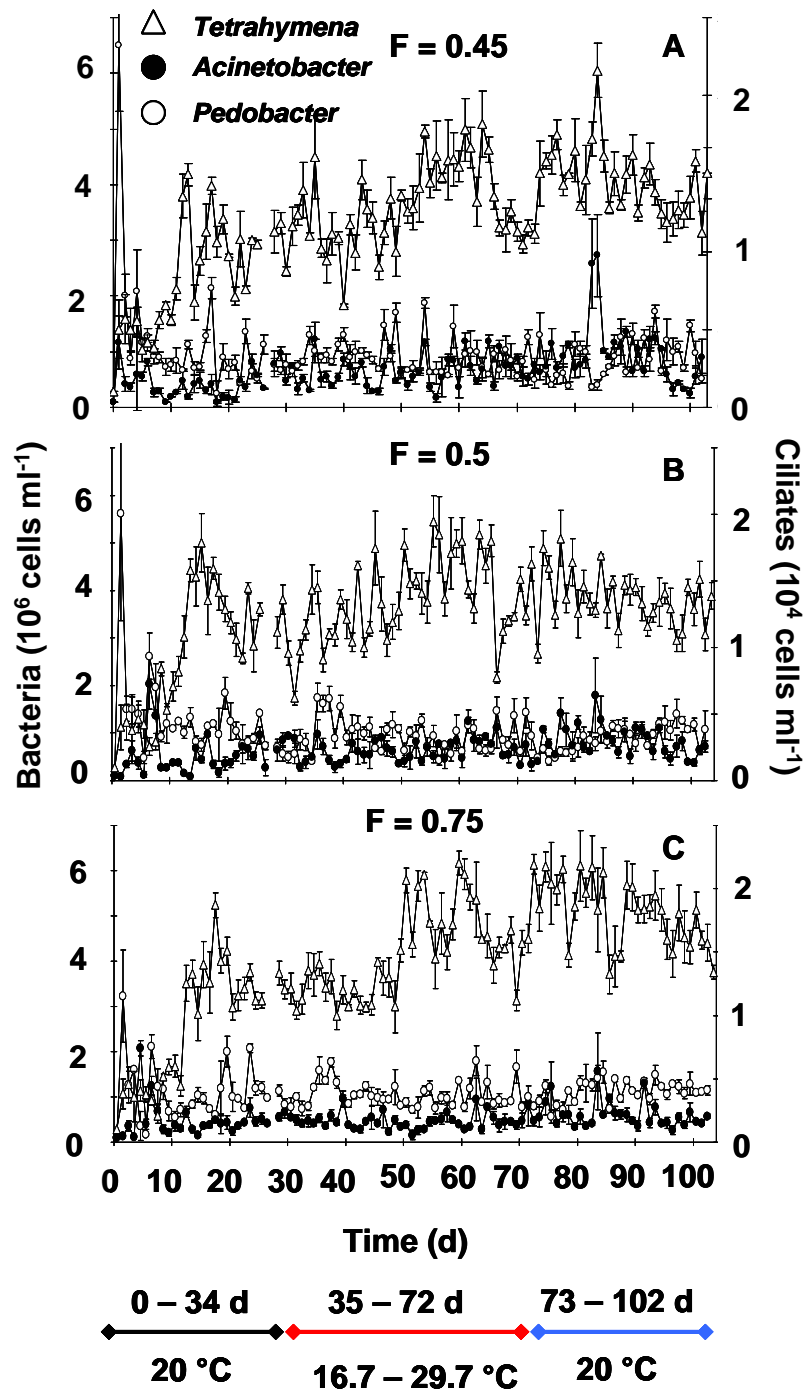 Tetrahymena
Acinetobacter
Pedobacter
F = 0.45
A
6
4
2
0
2
1
0
F = 0.5
B
6
4
2
0
2
1
0
F = 0.75
C
6
4
2
0
2
1
0
Bacteria (10⁶ cells ml⁻¹)
Ciliates (10⁴ cells ml⁻¹)
0 10 20 30 40 50 60 70 80 90 100
Time (d)
0 – 34 d 35 – 72 d 73 – 102 d
20 °C 16.7 – 29.7 °C 20 °C